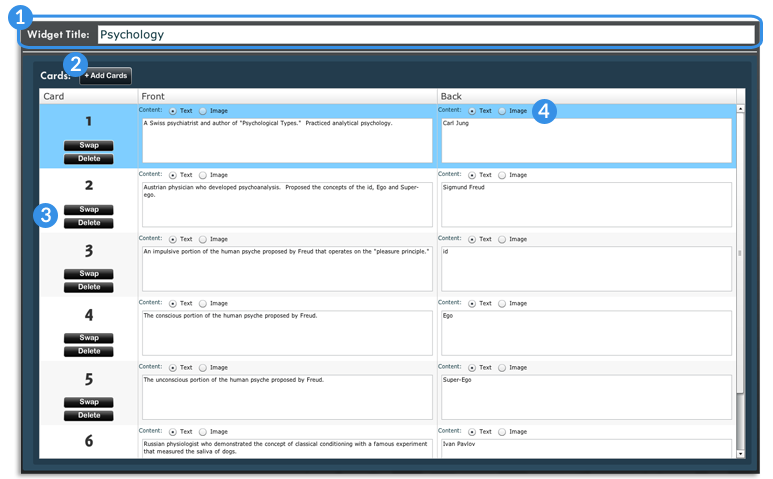 1
Widget Title: Psychology
2
Cards: +Add Cards
Card Front Back
Content: Text Image Content: Text Image 4
1
A Swiss psychiatrist and author of "Psychological Types." Practiced analytical psychology.
Carl Jung
Swap
Delete
Content: Text Image Content: Text Image
2
Austrian physician who developed psychoanalysis. Proposed the concepts of the id, Ego and Super-
ego.
Sigmund Freud
Swap
3
Delete
Content: Text Image Content: Text Image
3
An impulsive portion of the human psyche proposed by Freud that operates on the "pleasure principle."
id
Swap
Delete
Content: Text Image Content: Text Image
4
The conscious portion of the human psyche proposed by Freud.
Ego
Swap
Delete
Content: Text Image Content: Text Image
5
The unconscious portion of the human psyche proposed by Freud.
Super-Ego
Swap
Delete
Content: Text Image Content: Text Image
6
Russian physiologist who demonstrated the concept of classical conditioning with a famous experiment
that measured the saliva of dogs.
Ivan Pavlov